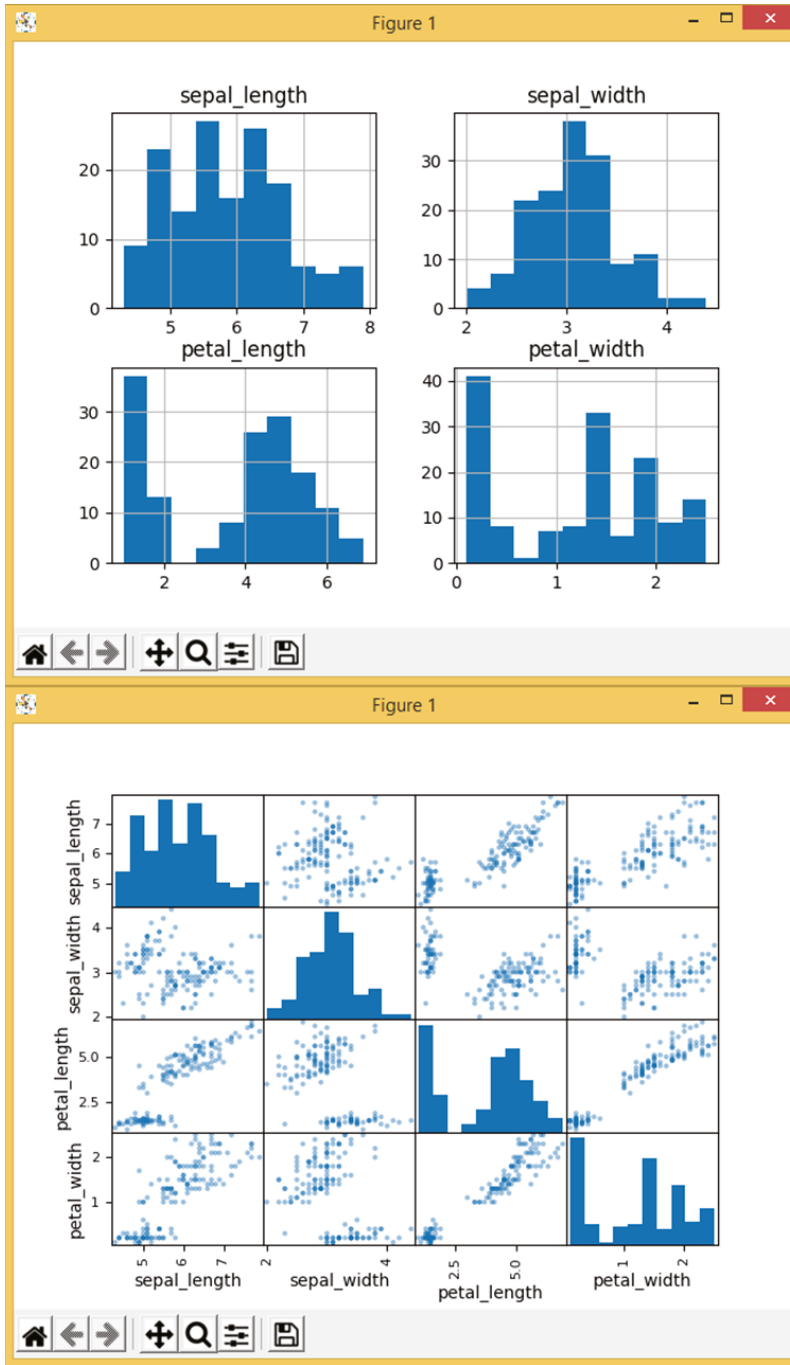 Figure 1
sepal_length sepal_width
20
10
0
5 6 7 8
30
20
10
0
2 3 4
petal_length petal_width
30
20
10
0
2 4 6
40
30
20
10
0
0 1 2
Figure 1
sepal_length
7
6
5
sepal_width
4
3
2
petal_length
5.0
2.5
petal_width
2
1
5 6 7
sepal_length
2 4
sepal_width
2.5 5.0
petal_length
1 2
petal_width